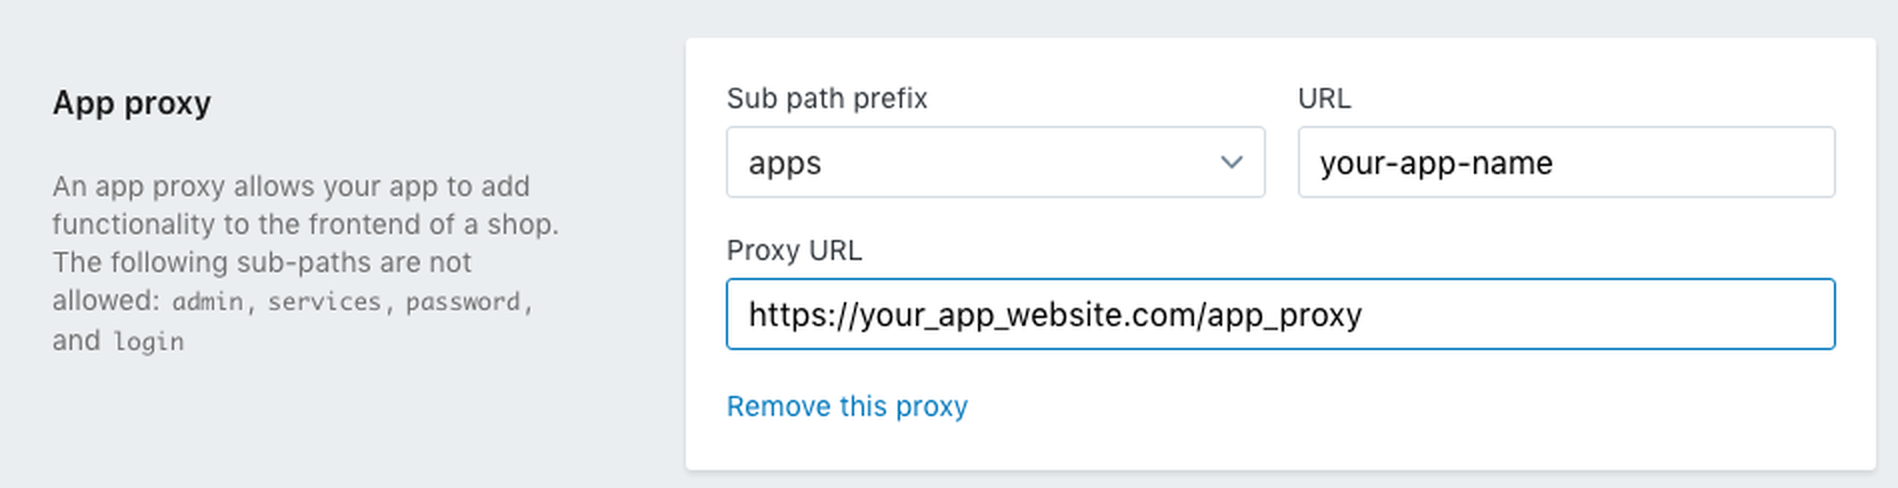 App proxy
An app proxy allows your app to add
functionality to the frontend of a shop.
The following sub-paths are not
allowed: admin, services, password,
and login
Sub path prefix
apps
URL
your-app-name
Proxy URL
https://your_app_website.com/app_proxy
Remove this proxy